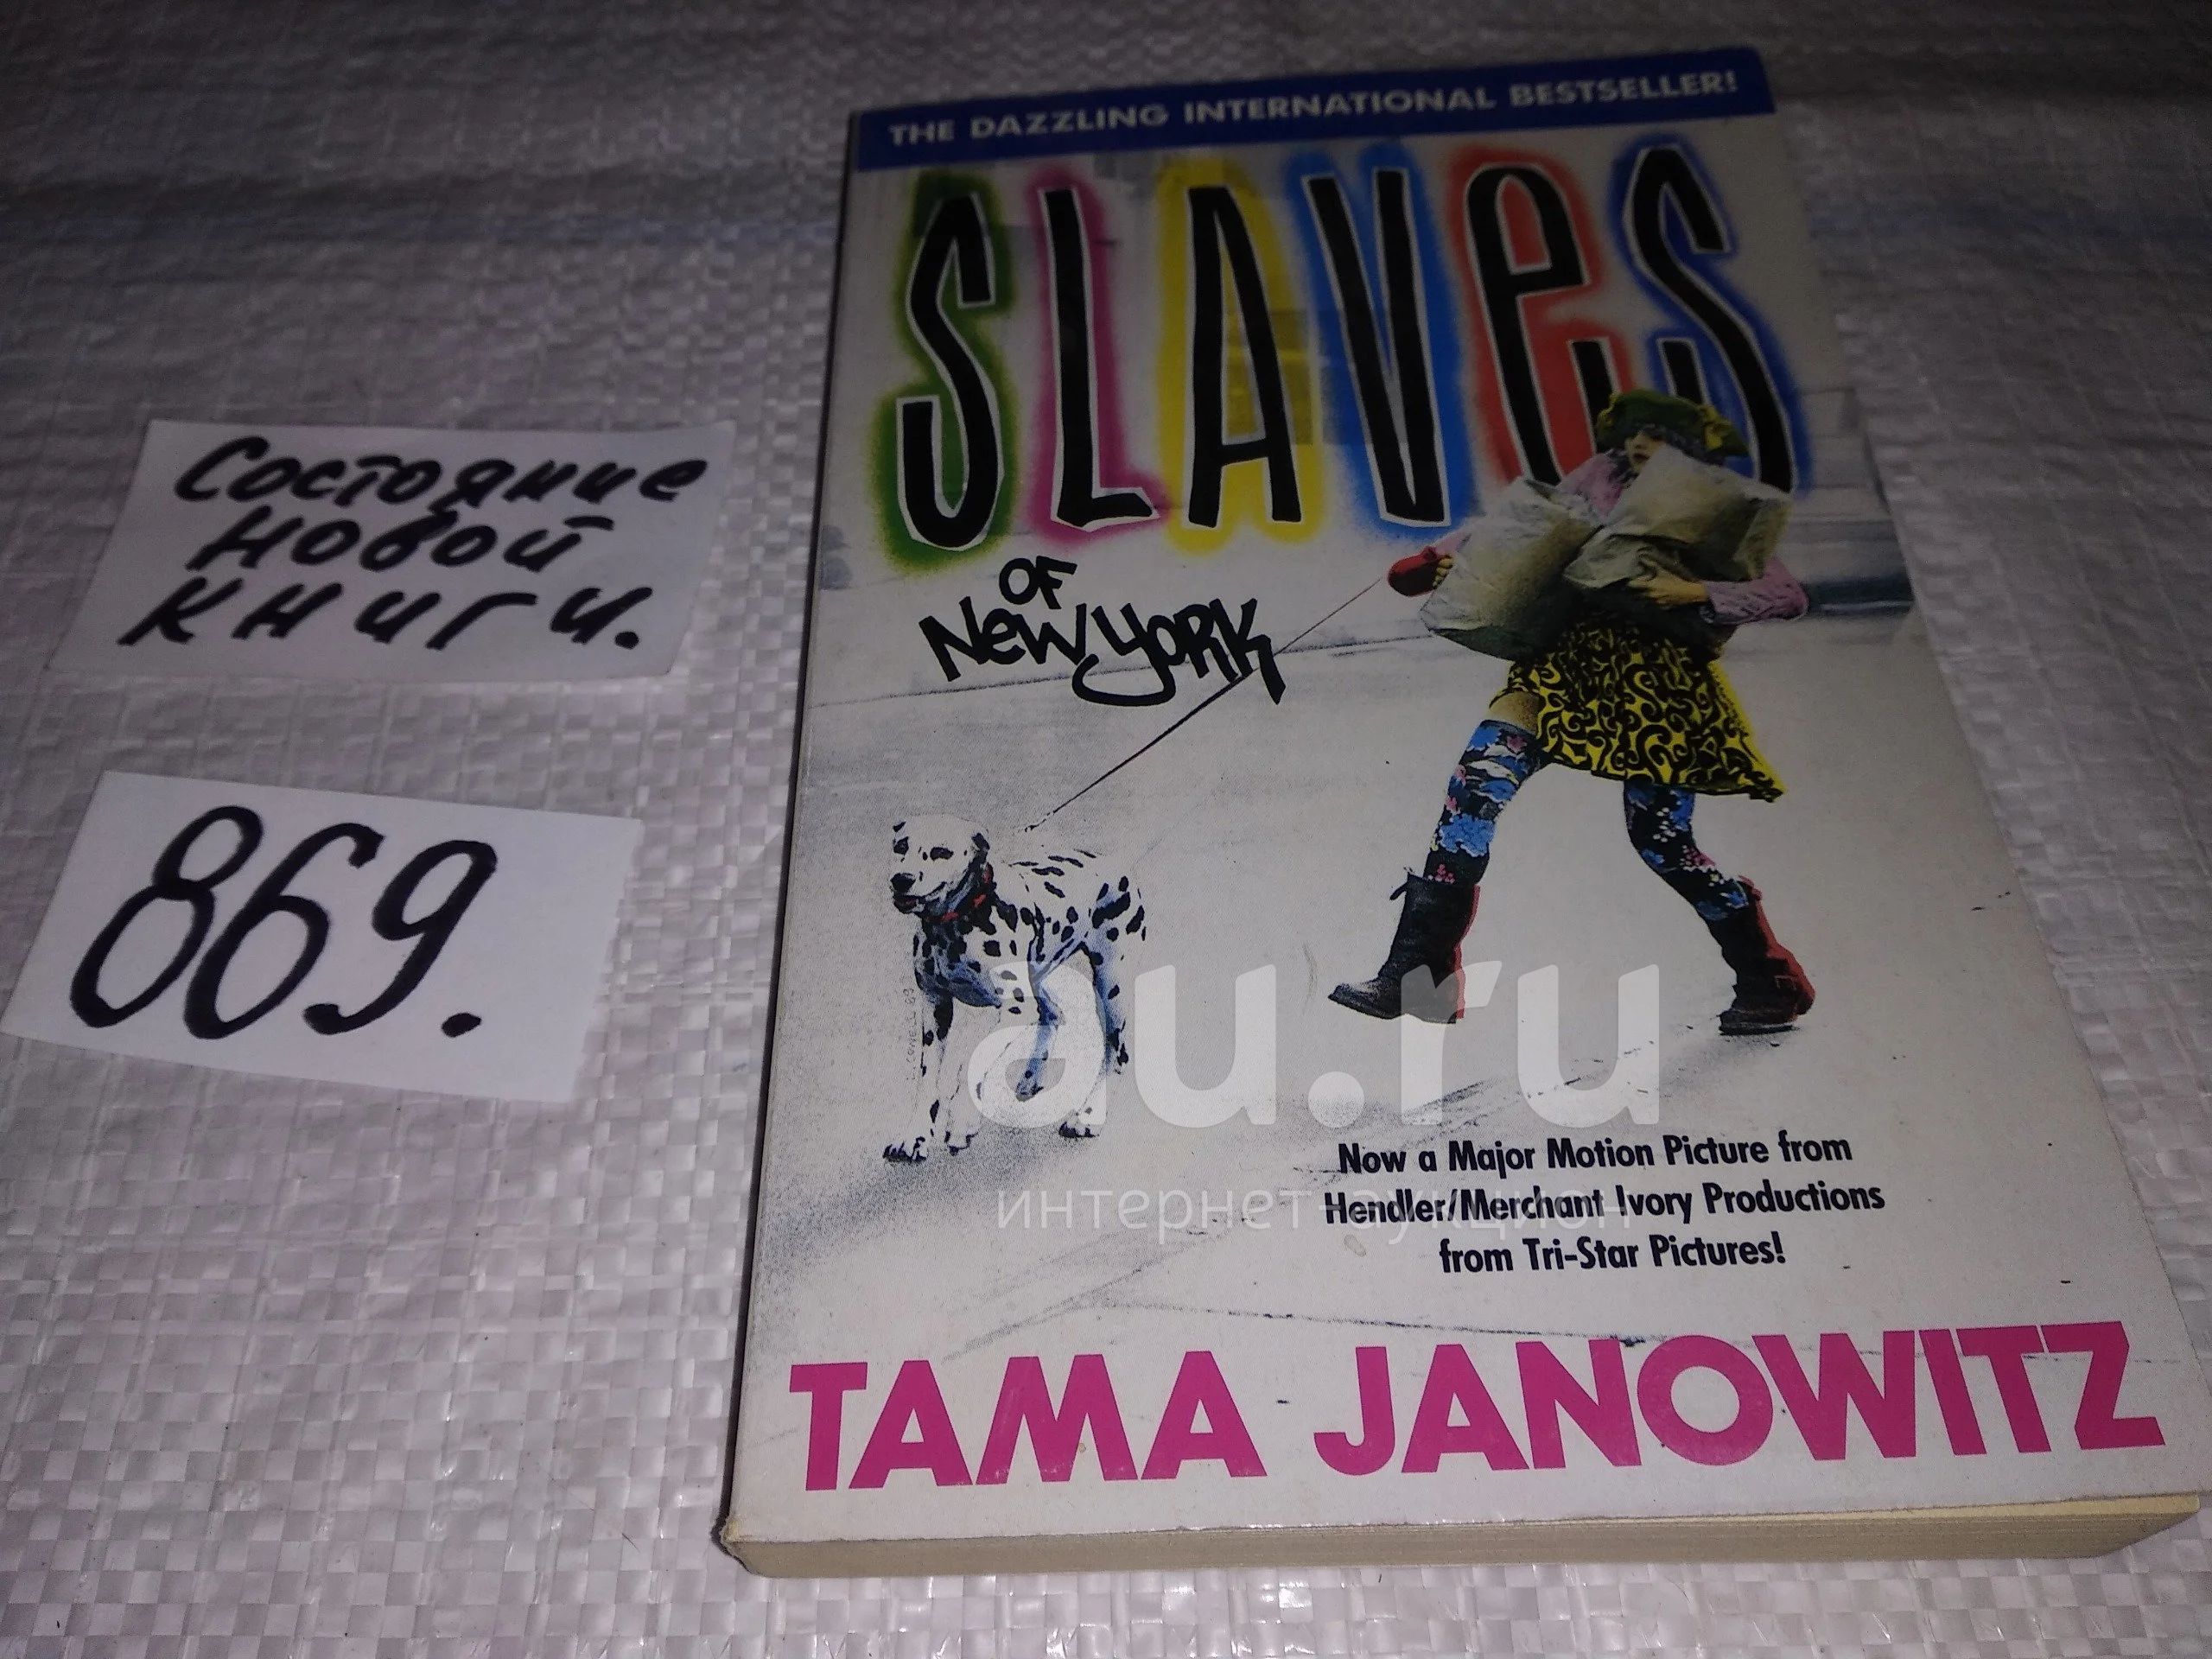 THE DAZZLING INTERNATIONAL BESTSELLER!
SLAVeS
OF
New YORK
Состояние
новой
книги.
869.
au.ru
интернет-аукцион
Now a Major Motion Picture from
Hendler/Merchant Ivory Productions
from Tri-Star Pictures!
TAMA JANOWITZ